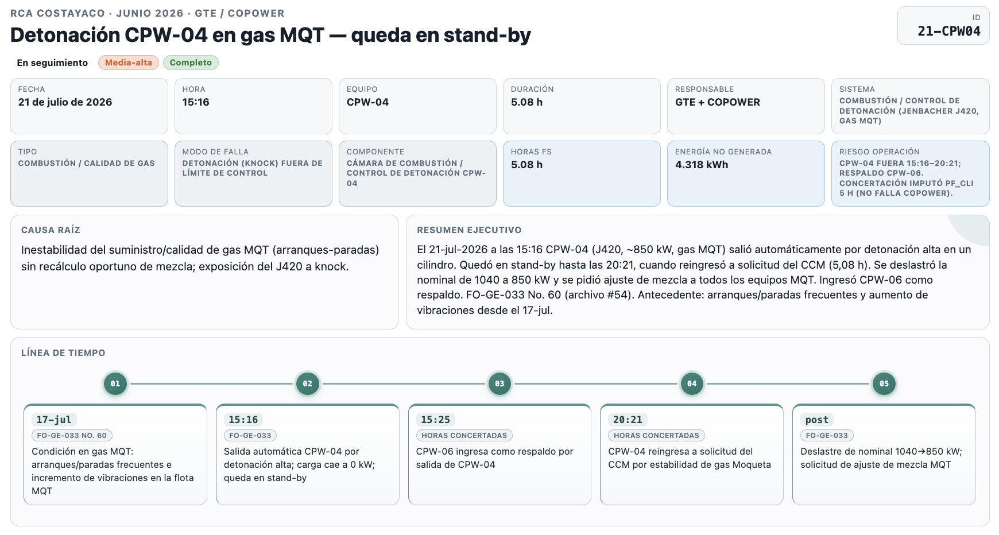 RCA COSTAYACO · JUNIO 2026 · GTE / COPOWER
Detonación CPW-04 en gas MQT — queda en stand-by
ID
21-CPW04
En seguimiento
Media-alta
Completo
FECHA
21 de julio de 2026
HORA
15:16
EQUIPO
CPW-04
DURACIÓN
5.08 h
RESPONSABLE
GTE + COPOWER
SISTEMA
COMBUSTIÓN / CONTROL DE
DETONACIÓN (JENBACHER J420,
GAS MQT)
TIPO
COMBUSTIÓN / CALIDAD DE GAS
MODO DE FALLA
DETONACIÓN (KNOCK) FUERA DE
LÍMITE DE CONTROL
COMPONENTE
CÁMARA DE COMBUSTIÓN /
CONTROL DE DETONACIÓN CPW-
04
HORAS FS
5.08 h
ENERGÍA NO GENERADA
4.318 kWh
RIESGO OPERACIÓN
CPW-04 FUERA 15:16–20:21;
RESPALDO CPW-06.
CONCERTACIÓN IMPUTÓ PF_CLI
5 H (NO FALLA COPOWER).
CAUSA RAÍZ
Inestabilidad del suministro/calidad de gas MQT (arranques-paradas)
sin recálculo oportuno de mezcla; exposición del J420 a knock.
RESUMEN EJECUTIVO
El 21-jul-2026 a las 15:16 CPW-04 (J420, ~850 kW, gas MQT) salió automáticamente por detonación alta en un
cilindro. Quedó en stand-by hasta las 20:21, cuando reingresó a solicitud del CCM (5,08 h). Se deslastró la
nominal de 1040 a 850 kW y se pidió ajuste de mezcla a todos los equipos MQT. Ingresó CPW-06 como
respaldo. FO-GE-033 No. 60 (archivo #54). Antecedente: arranques/paradas frecuentes y aumento de
vibraciones desde el 17-jul.
LÍNEA DE TIEMPO
01
02
03
04
05
17-jul
FO-GE-033 NO. 60
Condición en gas MQT:
arranques/paradas frecuentes e
incremento de vibraciones en la flota
MQT
15:16
FO-GE-033
Salida automática CPW-04 por
detonación alta; carga cae a 0 kW;
queda en stand-by
15:25
HORAS CONCERTADAS
CPW-06 ingresa como respaldo por
salida de CPW-04
20:21
HORAS CONCERTADAS
CPW-04 reingresa a solicitud del
CCM por estabilidad de gas Moqueta
post
FO-GE-033
Deslastre de nominal 1040→850 kW;
solicitud de ajuste de mezcla MQT